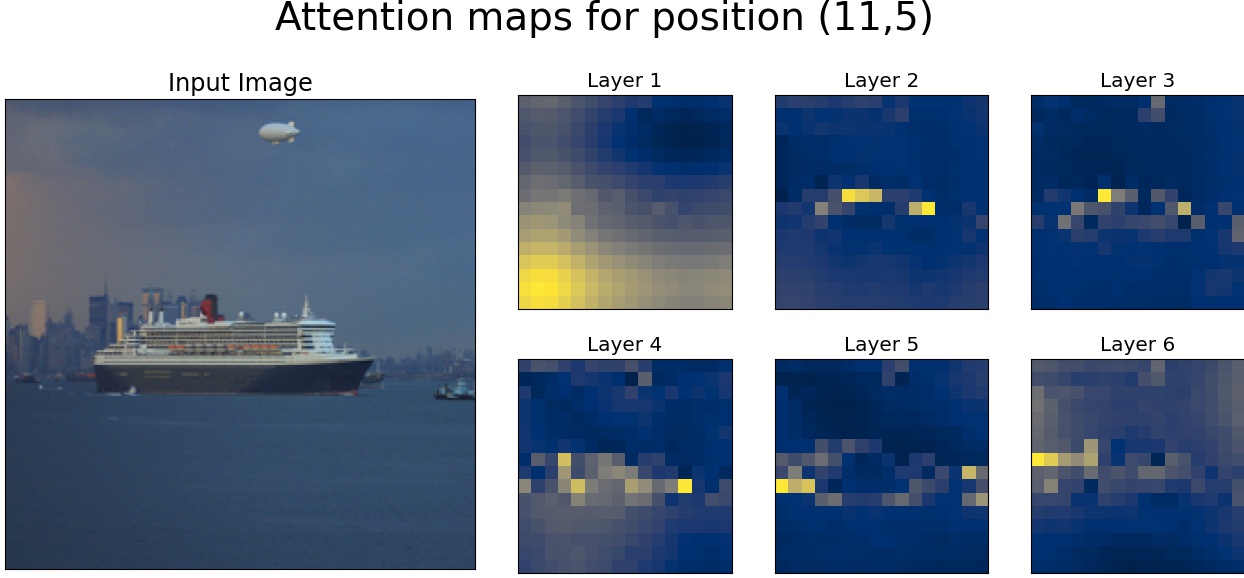 Attention maps for position (11,5)
Input Image
Layer 1
Layer 2
Layer 3
Layer 4
Layer 5
Layer 6